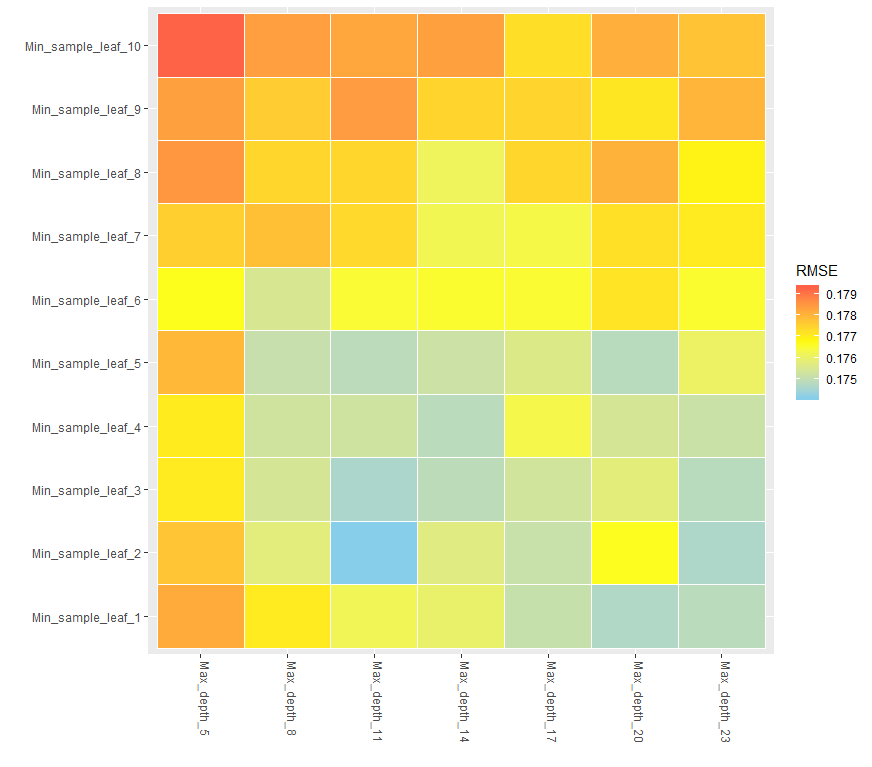 Min_sample_leaf_10
Min_sample_leaf_9
Min_sample_leaf_8
Min_sample_leaf_7
Min_sample_leaf_6
Min_sample_leaf_5
Min_sample_leaf_4
Min_sample_leaf_3
Min_sample_leaf_2
Min_sample_leaf_1
Max_depth_5
Max_depth_8
Max_depth_11
Max_depth_14
Max_depth_17
Max_depth_20
Max_depth_23
RMSE
0.179
0.178
0.177
0.176
0.175